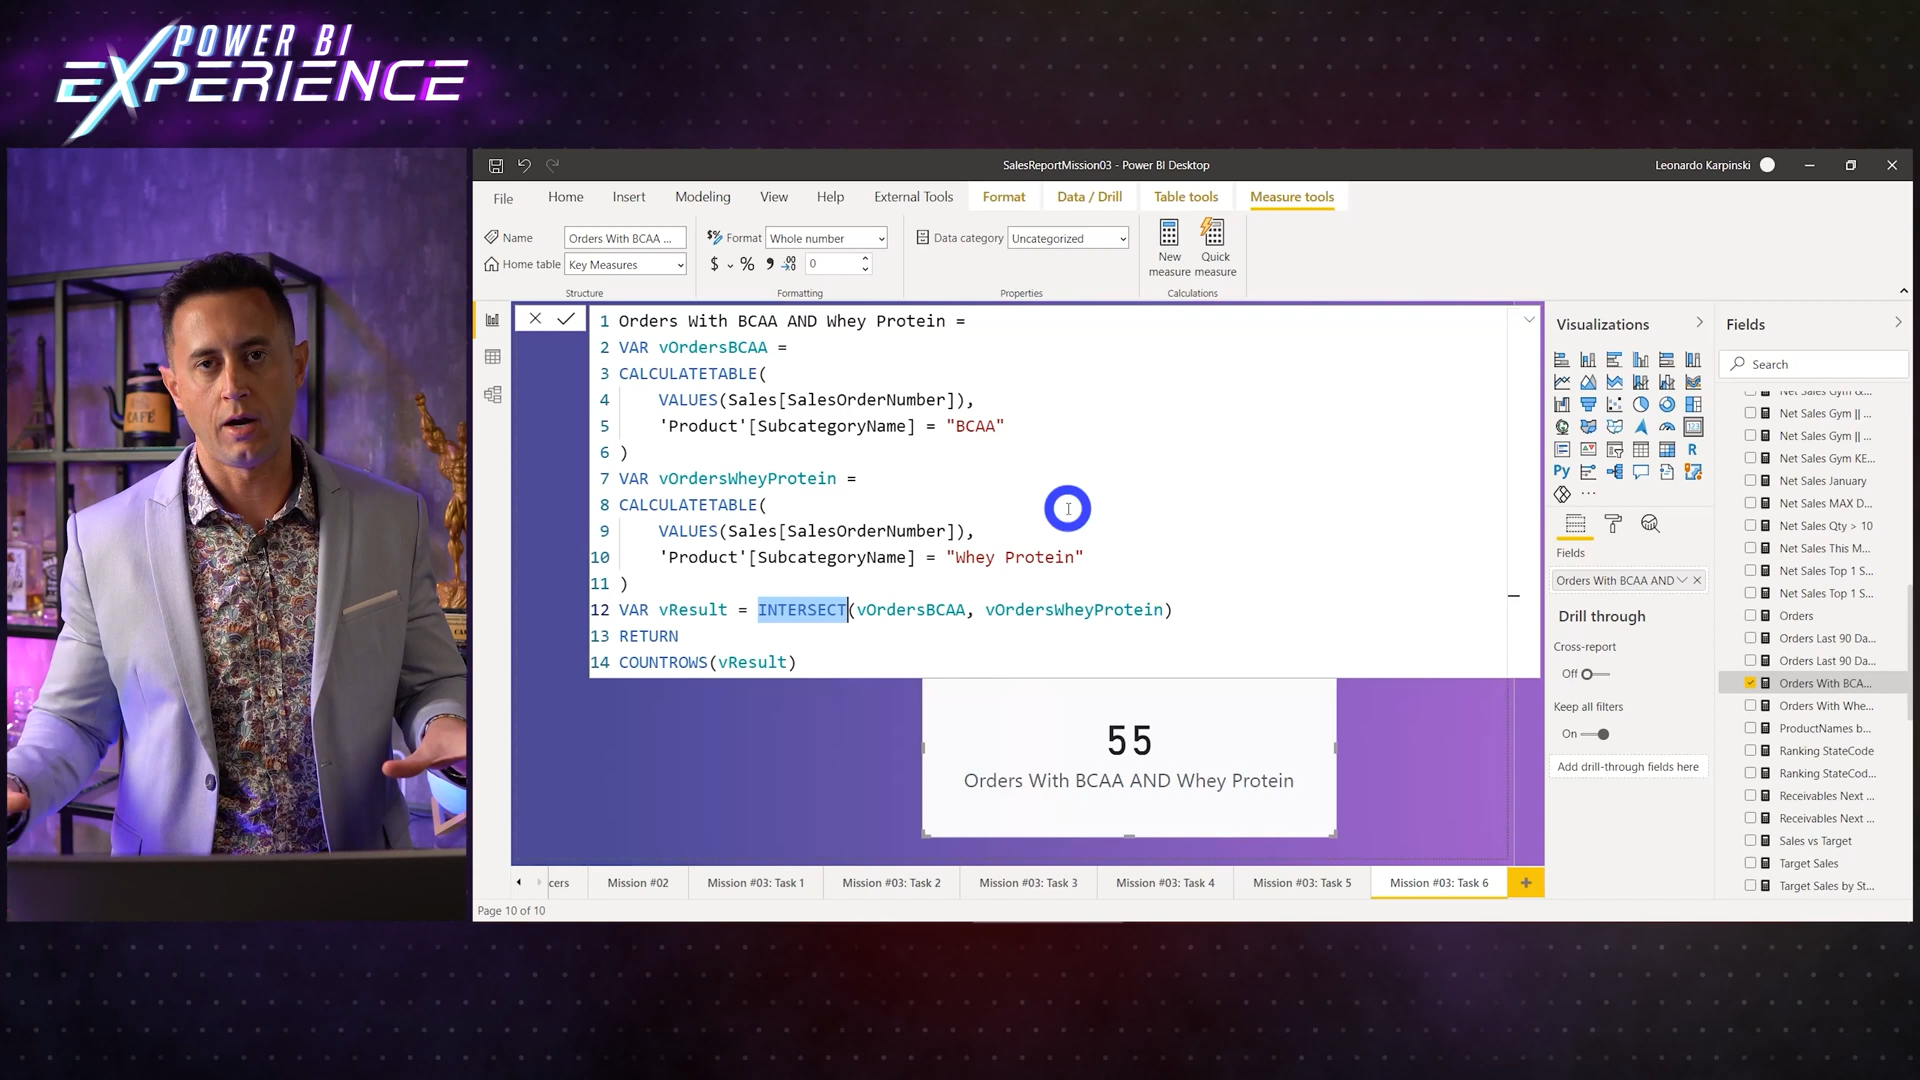 POWER BI
EXPERIENCE
CAFÉ
SalesReportMission03 - Power BI Desktop
Leonardo Karpinski
File
Home
Insert
Modeling
View
Help
External Tools
Format
Data / Drill
Table tools
Measure tools
Name
Orders With BCAA ...
Home table
Key Measures
Structure
Format
Whole number
$
%
0
Formatting
Data category
Uncategorized
Properties
New measure
Quick measure
Calculations
1 Orders With BCAA AND Whey Protein =
2 VAR vOrdersBCAA =
3 CALCULATETABLE(
4 VALUES(Sales[SalesOrderNumber]),
5 'Product'[SubcategoryName] = "BCAA"
6 )
7 VAR vOrdersWheyProtein =
8 CALCULATETABLE(
9 VALUES(Sales[SalesOrderNumber]),
10 'Product'[SubcategoryName] = "Whey Protein"
11 )
12 VAR vResult = INTERSECT(vOrdersBCAA, vOrdersWheyProtein)
13 RETURN
14 COUNTROWS(vResult)
55
Orders With BCAA AND Whey Protein
Visualizations
123
R
Py
...
Fields
Orders With BCAA AND
Drill through
Cross-report
Off
Keep all filters
On
Add drill-through fields here
Fields
Search
Net Sales Gym || ...
Net Sales Gym || ...
Net Sales Gym KE...
Net Sales January
Net Sales MAX D...
Net Sales Qty > 10
Net Sales This M...
Net Sales Top 1 S...
Net Sales Top 1 S...
Orders
Orders Last 90 Da...
Orders Last 90 Da...
Orders With BCA...
Orders With Whe...
ProductNames b...
Ranking StateCode
Ranking StateCod...
Receivables Next ...
Receivables Next ...
Sales vs Target
Target Sales
Target Sales by St...
cers
Mission #02
Mission #03: Task 1
Mission #03: Task 2
Mission #03: Task 3
Mission #03: Task 4
Mission #03: Task 5
Mission #03: Task 6
+
Page 10 of 10